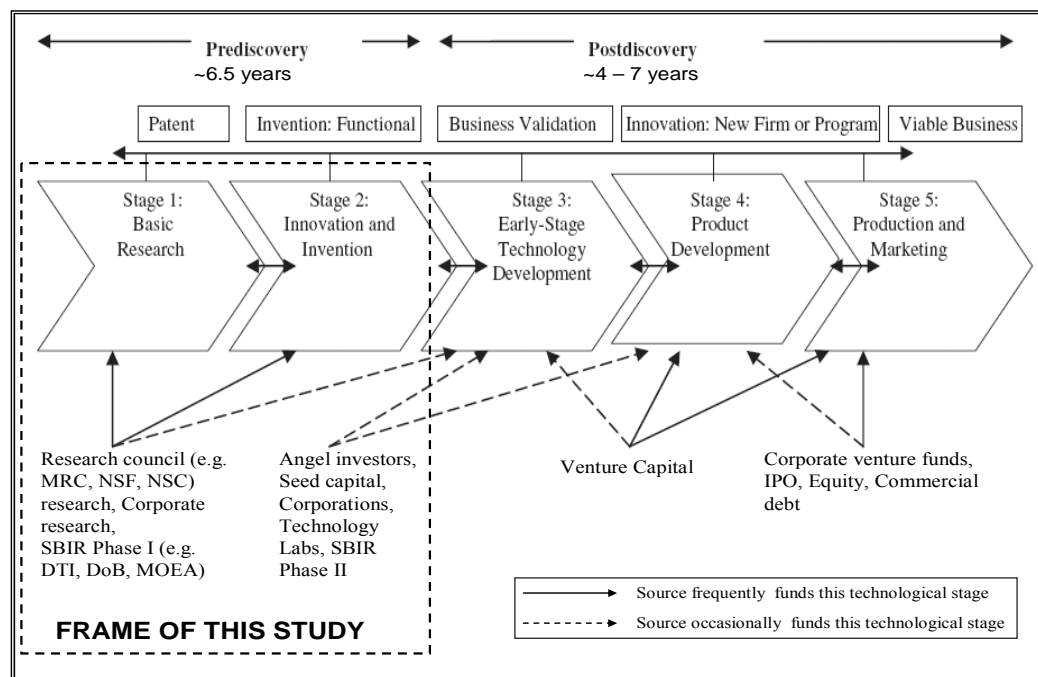 Prediscovery
~6.5 years
Postdiscovery
~4 – 7 years
Patent
Invention: Functional
Business Validation
Innovation: New Firm or Program
Viable Business
Stage 1:
Basic
Research
Stage 2:
Innovation and
Invention
Stage 3:
Early-Stage
Technology
Development
Stage 4:
Product
Development
Stage 5:
Production and
Marketing
Research council (e.g.
MRC, NSF, NSC)
research, Corporate
research,
SBIR Phase I (e.g.
DTI, DoB, MOEA)
Angel investors,
Seed capital,
Corporations,
Technology
Labs, SBIR
Phase II
Venture Capital
Corporate venture funds,
IPO, Equity, Commercial
debt
Source frequently funds this technological stage
Source occasionally funds this technological stage
FRAME OF THIS STUDY